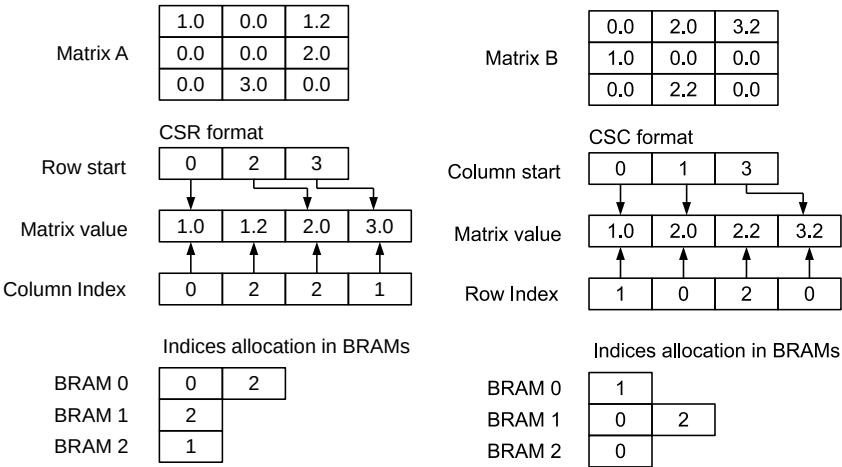 1.0 0.0 1.2
Matrix A 0.0 0.0 2.0
0.0 3.0 0.0
CSR format
Row start 0 2 3
Matrix value 1.0 1.2 2.0 3.0
Column Index 0 2 2 1
Indices allocation in BRAMs
BRAM 0 0 2
BRAM 1 2
BRAM 2 1
0.0 2.0 3.2
Matrix B 1.0 0.0 0.0
0.0 2.2 0.0
CSC format
Column start 0 1 3
Matrix value 1.0 2.0 2.2 3.2
Row Index 1 0 2 0
Indices allocation in BRAMs
BRAM 0 1
BRAM 1 0 2
BRAM 2 0